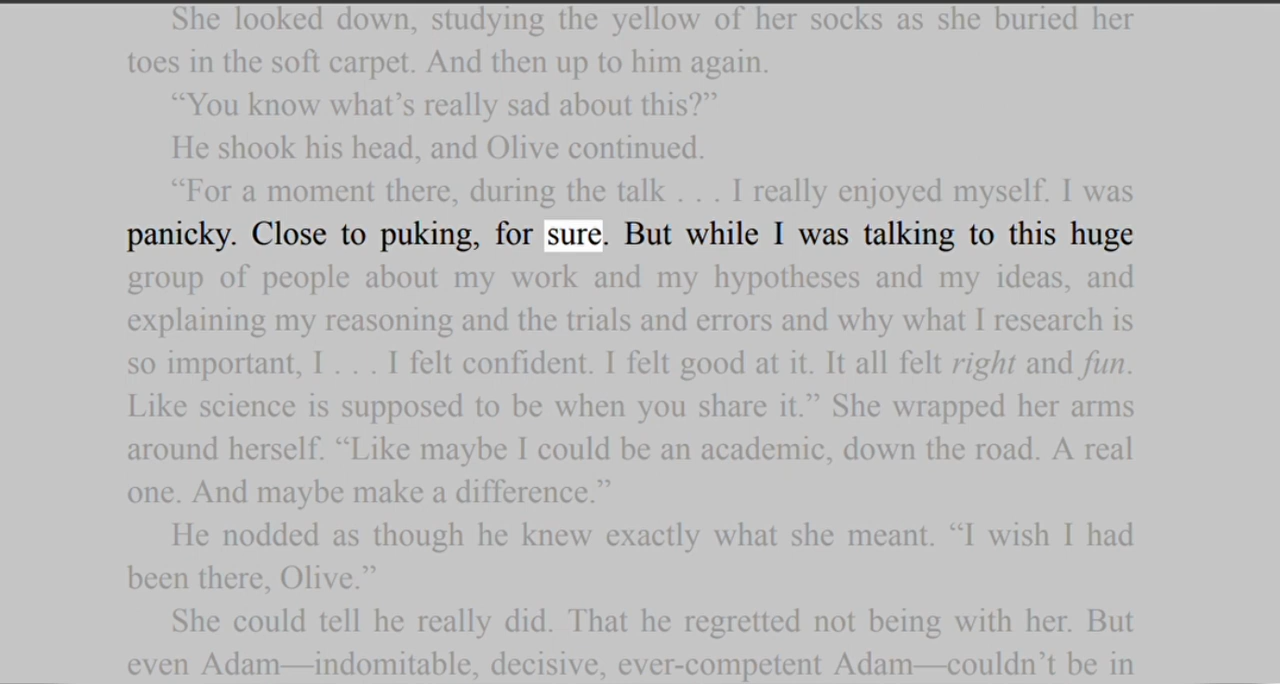 She looked down, studying the yellow of her socks as she buried her
toes in the soft carpet. And then up to him again.
“You know what’s really sad about this?”
He shook his head, and Olive continued.
“For a moment there, during the talk . . . I really enjoyed myself. I was
panicky. Close to puking, for sure. But while I was talking to this huge
group of people about my work and my hypotheses and my ideas, and
explaining my reasoning and the trials and errors and why what I research is
so important, I . . . I felt confident. I felt good at it. It all felt right and fun.
Like science is supposed to be when you share it.” She wrapped her arms
around herself. “Like maybe I could be an academic, down the road. A real
one. And maybe make a difference.”
He nodded as though he knew exactly what she meant. “I wish I had
been there, Olive.”
She could tell he really did. That he regretted not being with her. But
even Adam—indomitable, decisive, ever-competent Adam—couldn’t be in